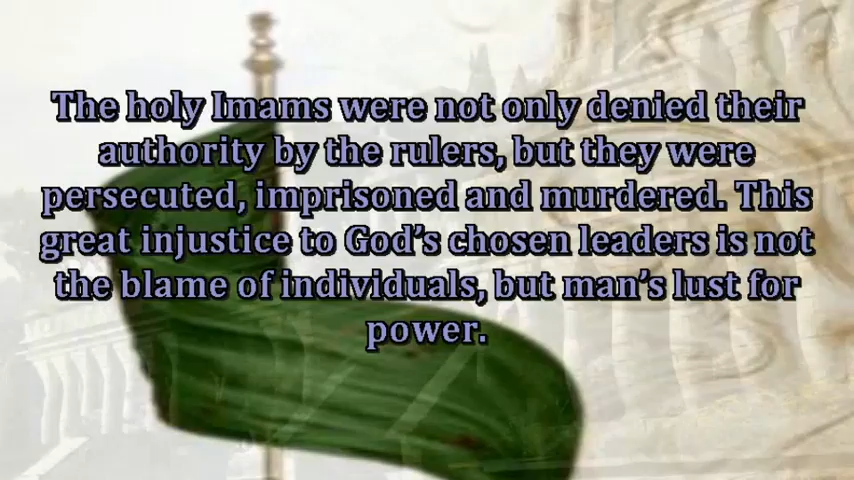 The holy Imams were not only denied their
authority by the rulers, but they were
persecuted, imprisoned and murdered. This
great injustice to God’s chosen leaders is not
the blame of individuals, but man’s lust for
power.